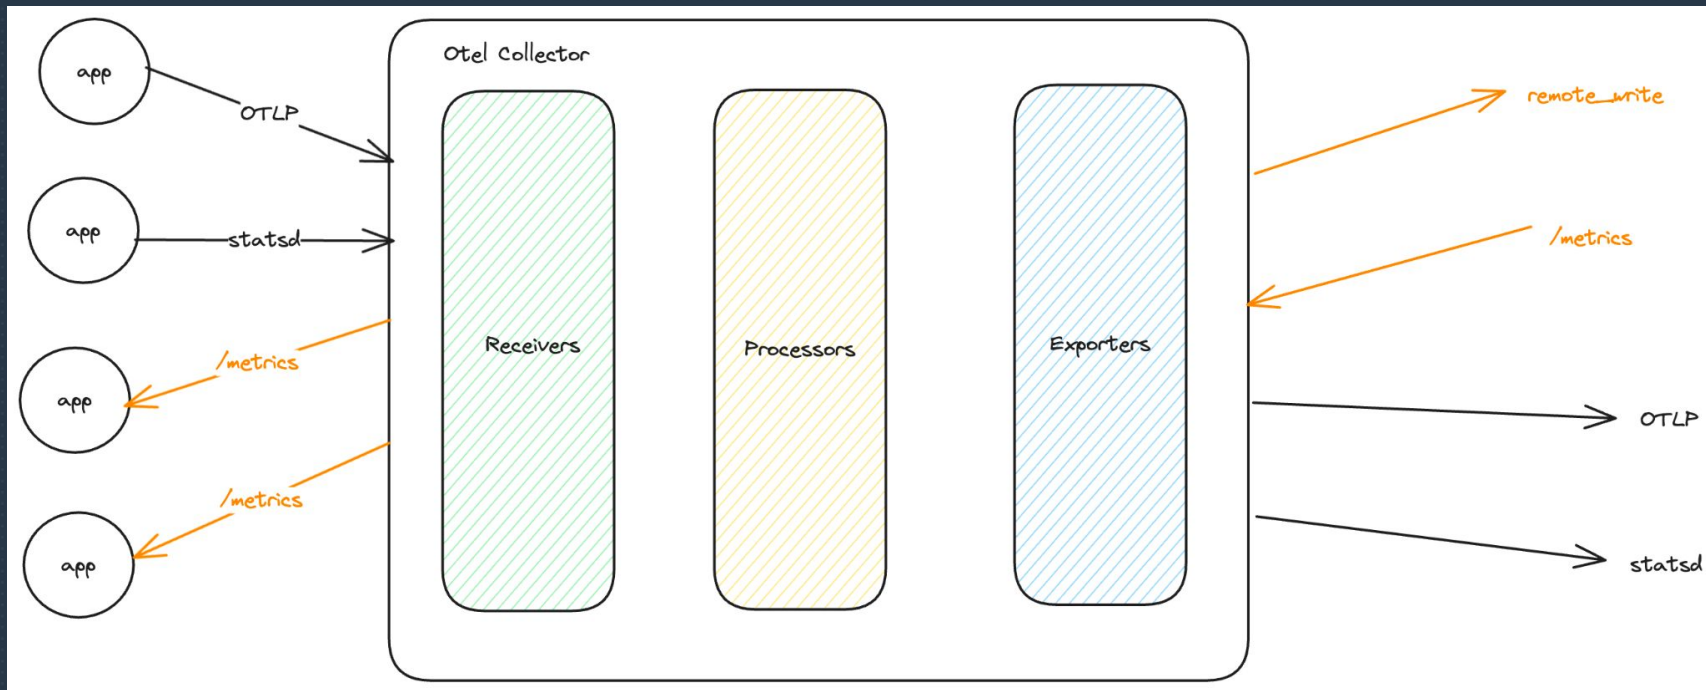 app
OTLP
app
statsd
app
/metrics
app
/metrics
Otel Collector
Receivers
Processors
Exporters
remote_write
/metrics
OTLP
statsd